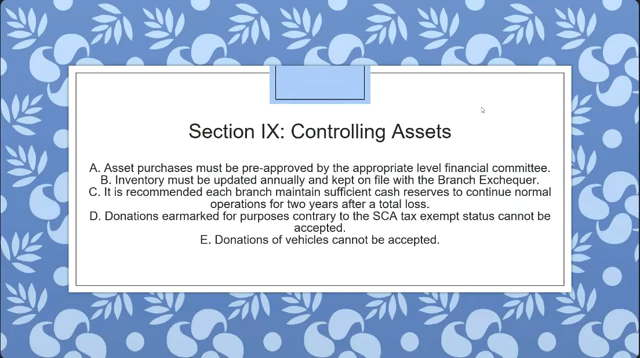 Section IX: Controlling Assets
A. Asset purchases must be pre-approved by the appropriate level financial committee.
B. Inventory must be updated annually and kept on file with the Branch Exchequer.
C. It is recommended each branch maintain sufficient cash reserves to continue normal
operations for two years after a total loss.
D. Donations earmarked for purposes contrary to the SCA tax exempt status cannot be
accepted.
E. Donations of vehicles cannot be accepted.